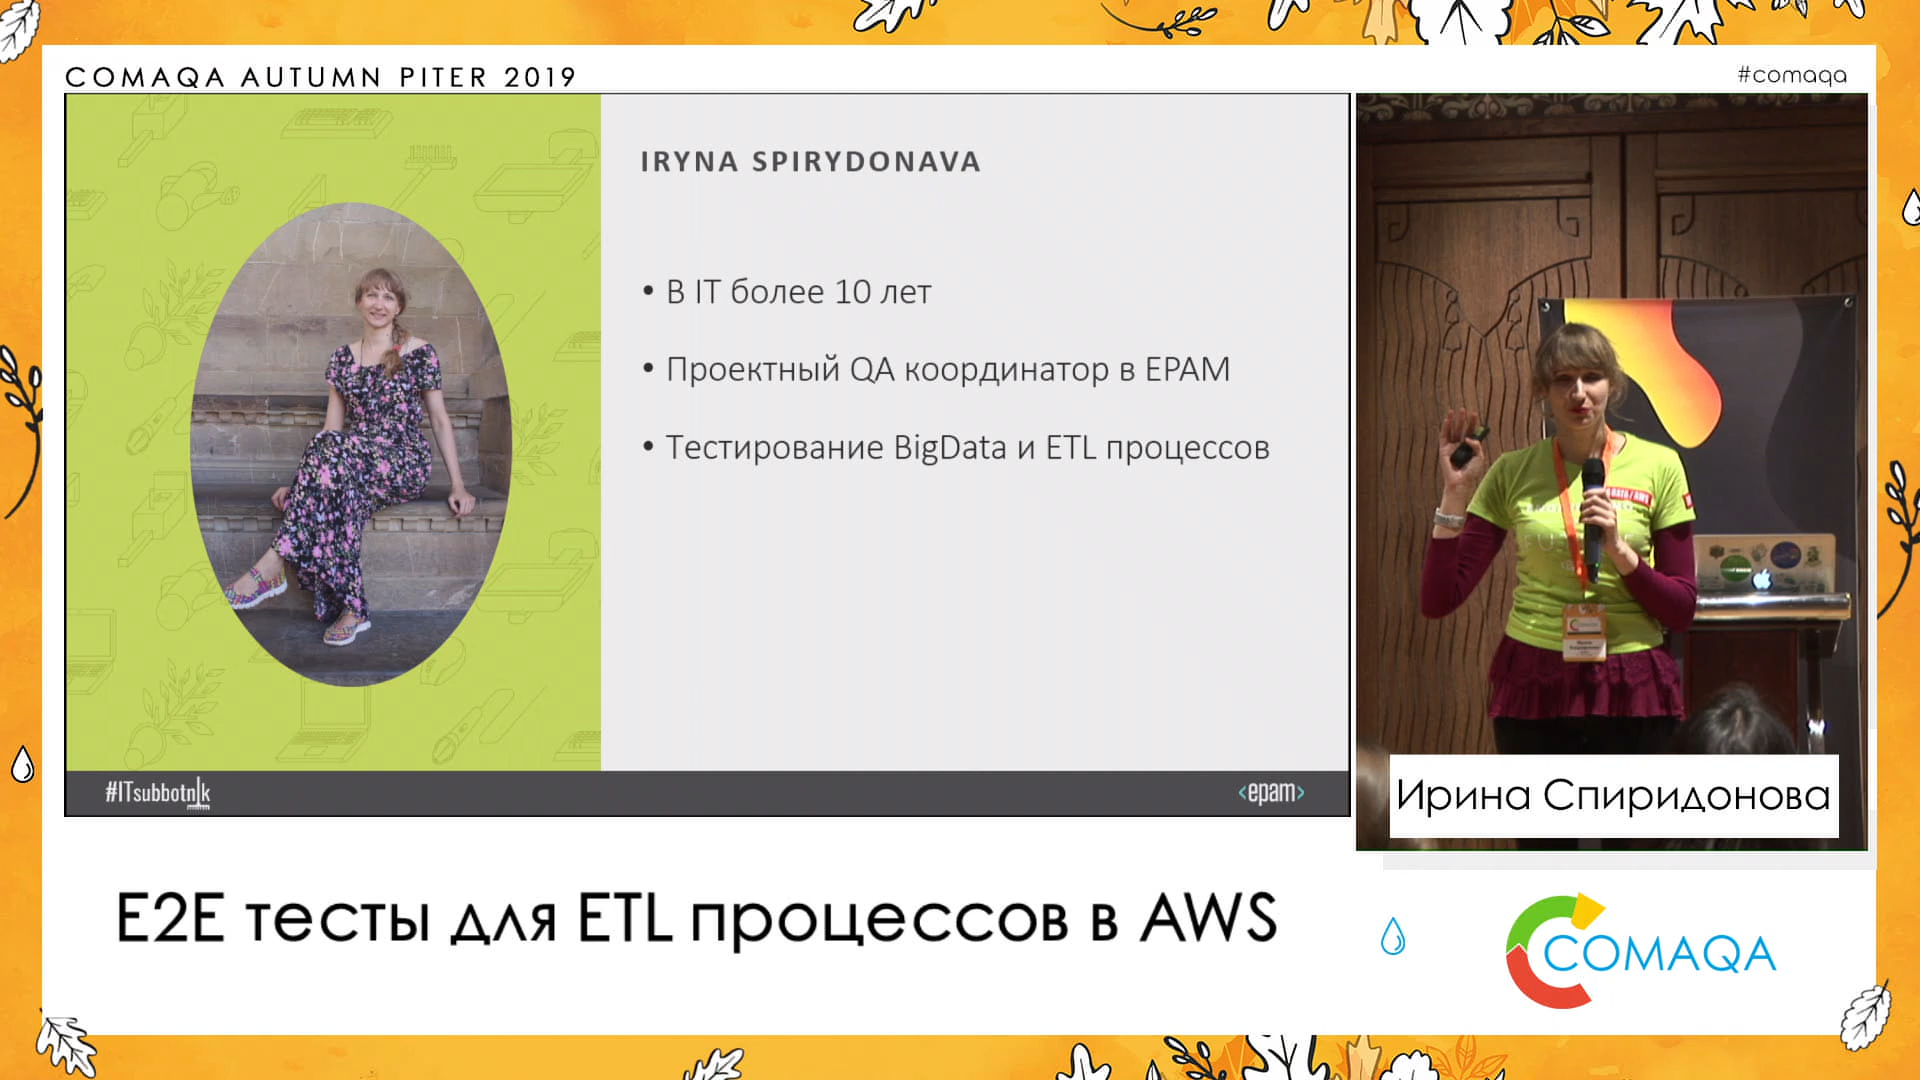 COMAQA AUTUMN PITER 2019
#comaqa
IRYNA SPIRYDONAVA
• В IT более 10 лет
• Проектный QA координатор в EPAM
• Тестирование BigData и ETL процессов
#ITsubbotnik
<epam>
Ирина Спиридонова
E2E тесты для ETL процессов в AWS
COMAQA